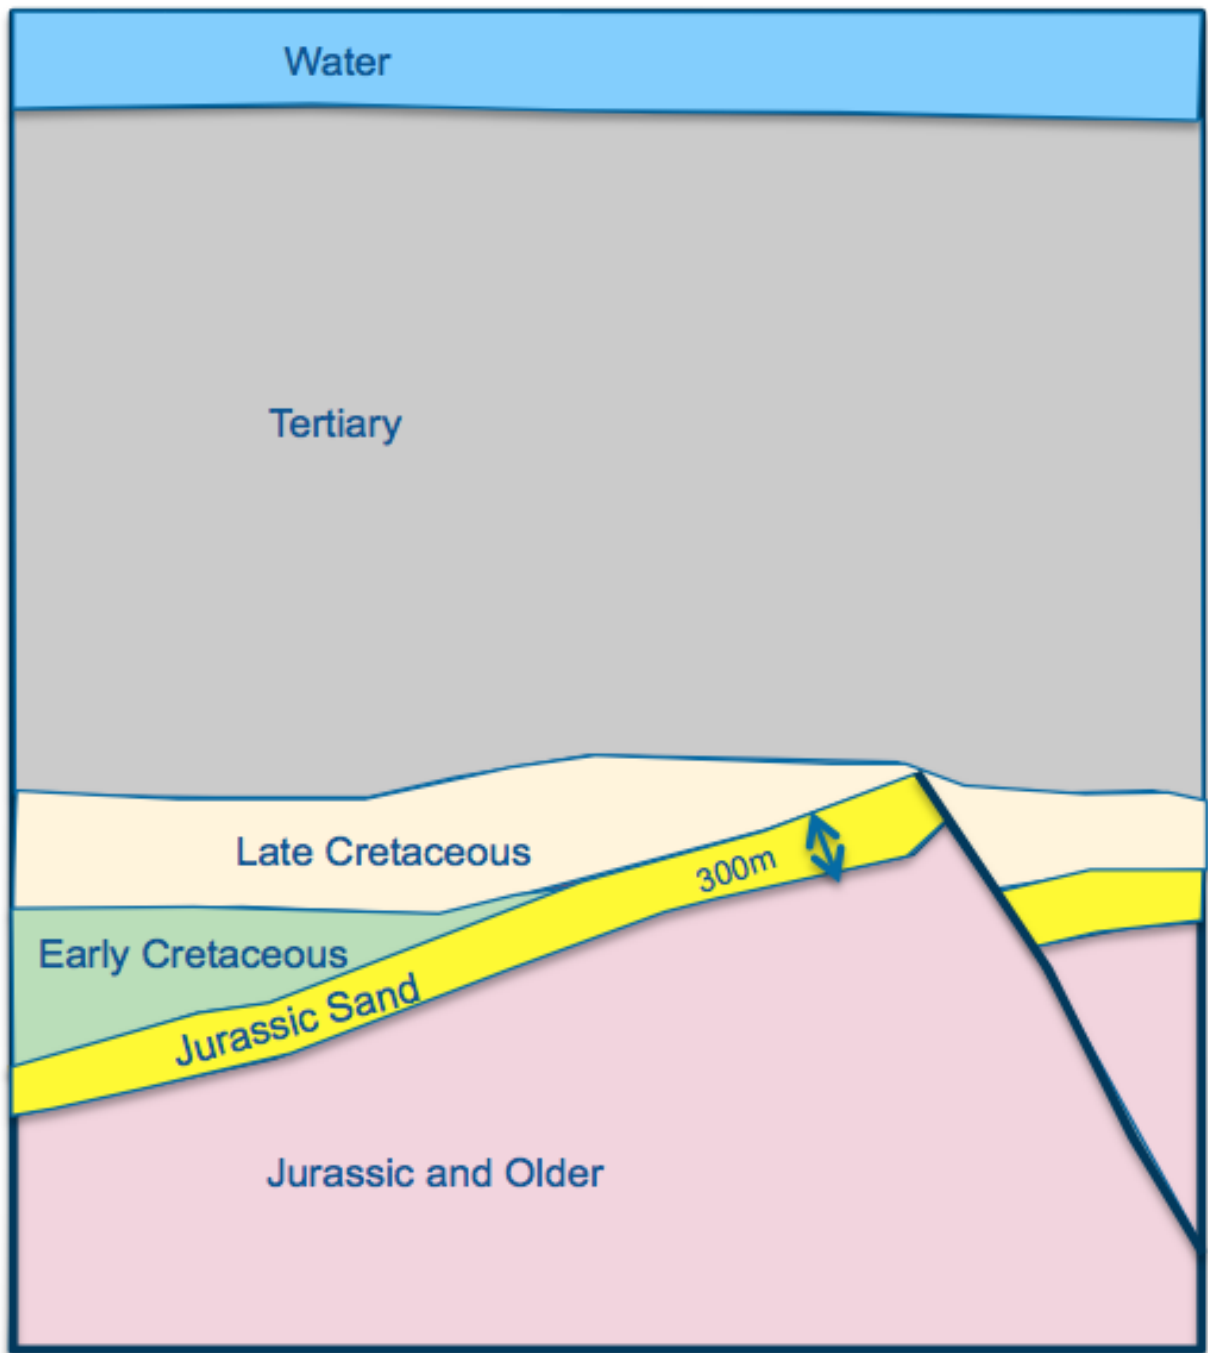 Water
Tertiary
Late Cretaceous
300m
Early Cretaceous
Jurassic Sand
Jurassic and Older